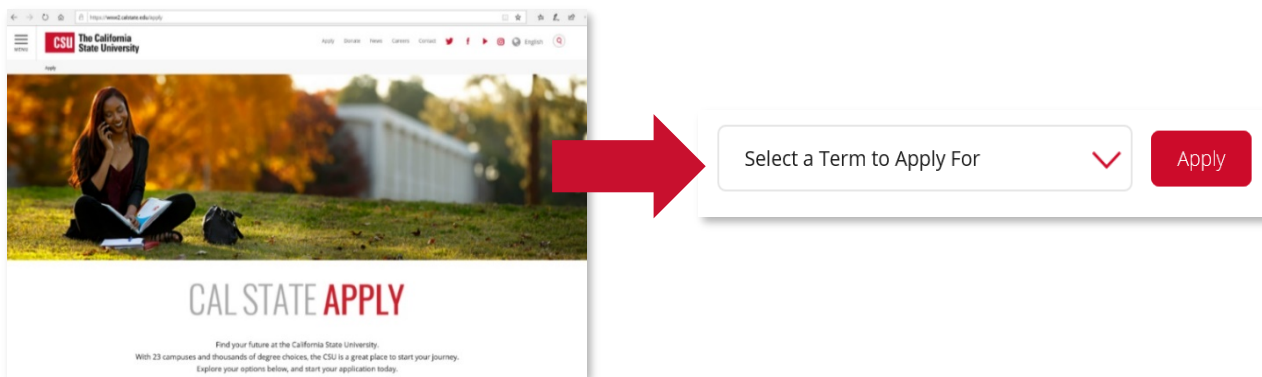 https://www2.calstate.edu/apply
MENU
CSU The California
State University
Apply Donate News Careers Contact English
Apply
CAL STATE APPLY
Find your future at the California State University.
With 23 campuses and thousands of degree choices, the CSU is a great place to start your journey.
Explore your options below, and start your application today.
Select a Term to Apply For
Apply